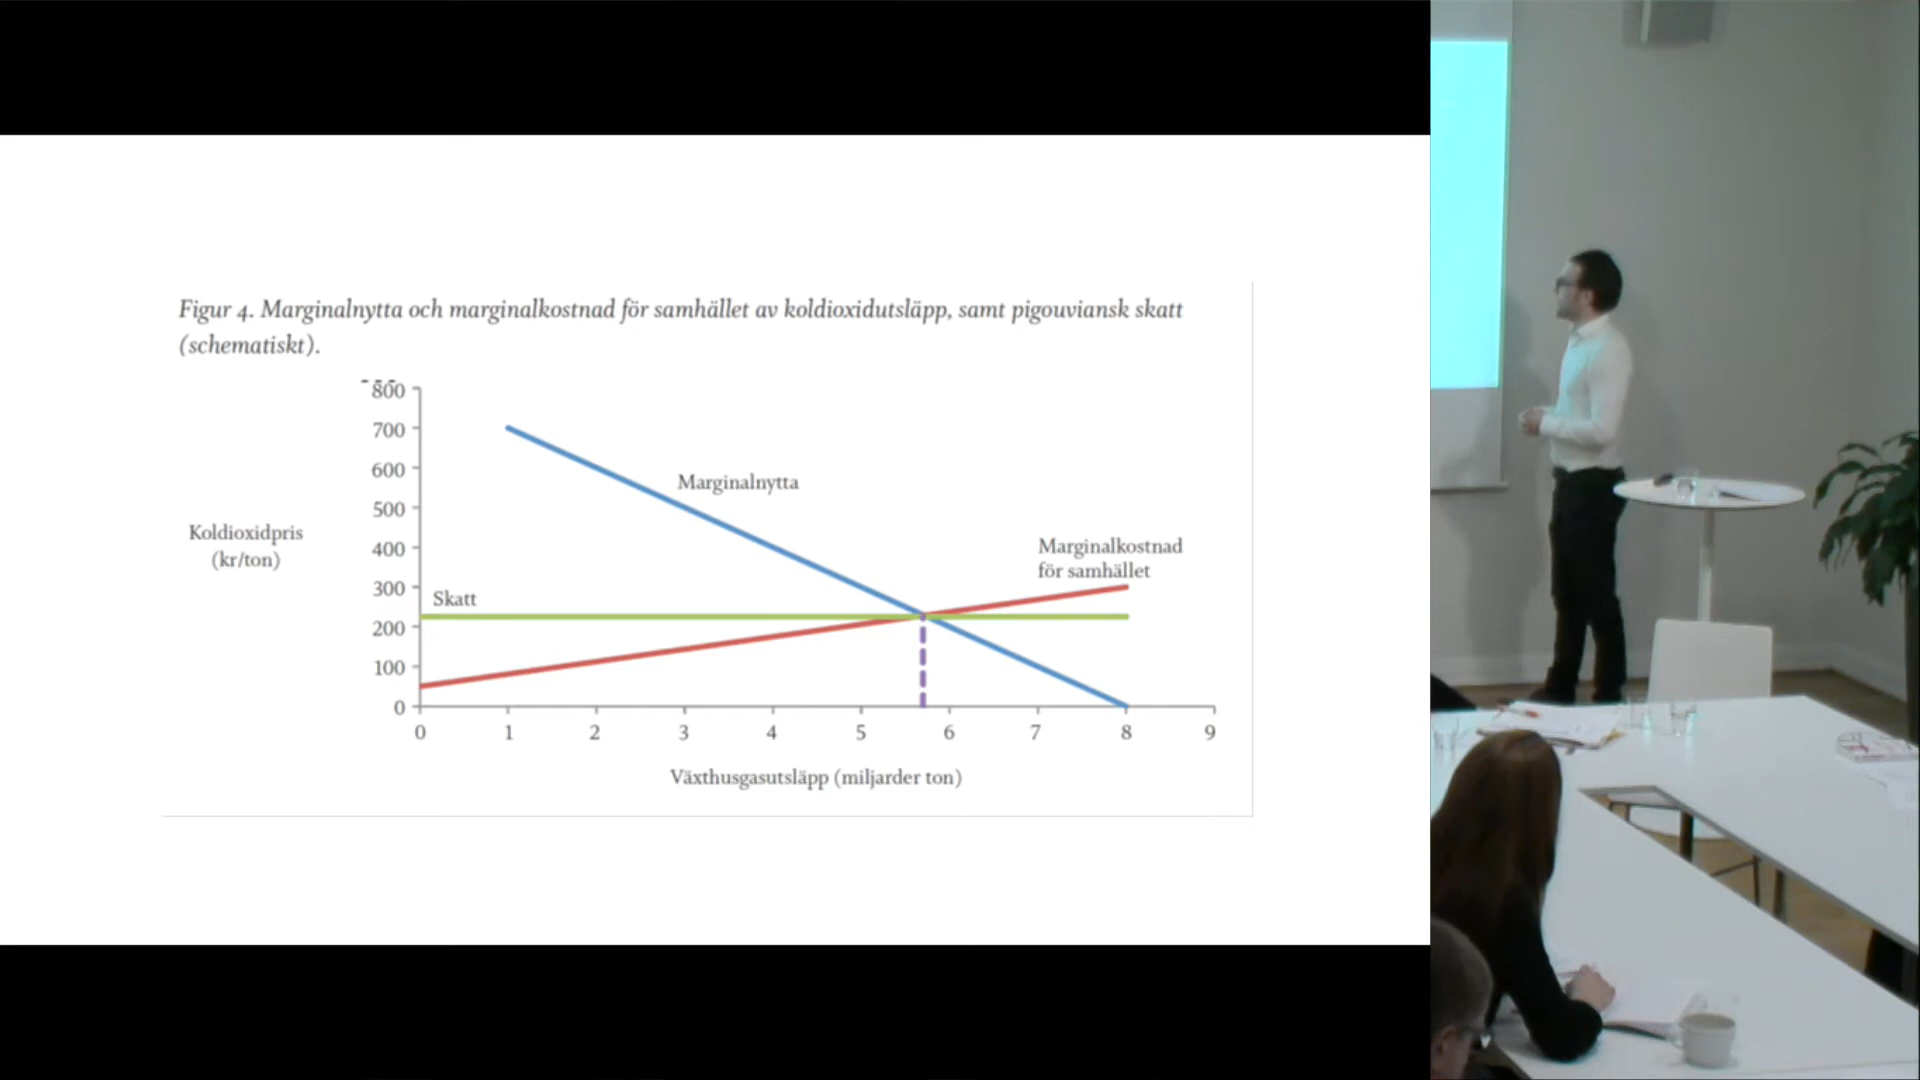 Figur 4. Marginalnytta och marginalkostnad för samhället av koldioxidutsläpp, samt pigouviansk skatt
(schematiskt).
800
700
600
500
400
300
200
100
0
Koldioxidpris
(kr/ton)
Marginalnytta
Marginalkostnad
för samhället
Skatt
0 1 2 3 4 5 6 7 8 9
Växthusgasutsläpp (miljarder ton)